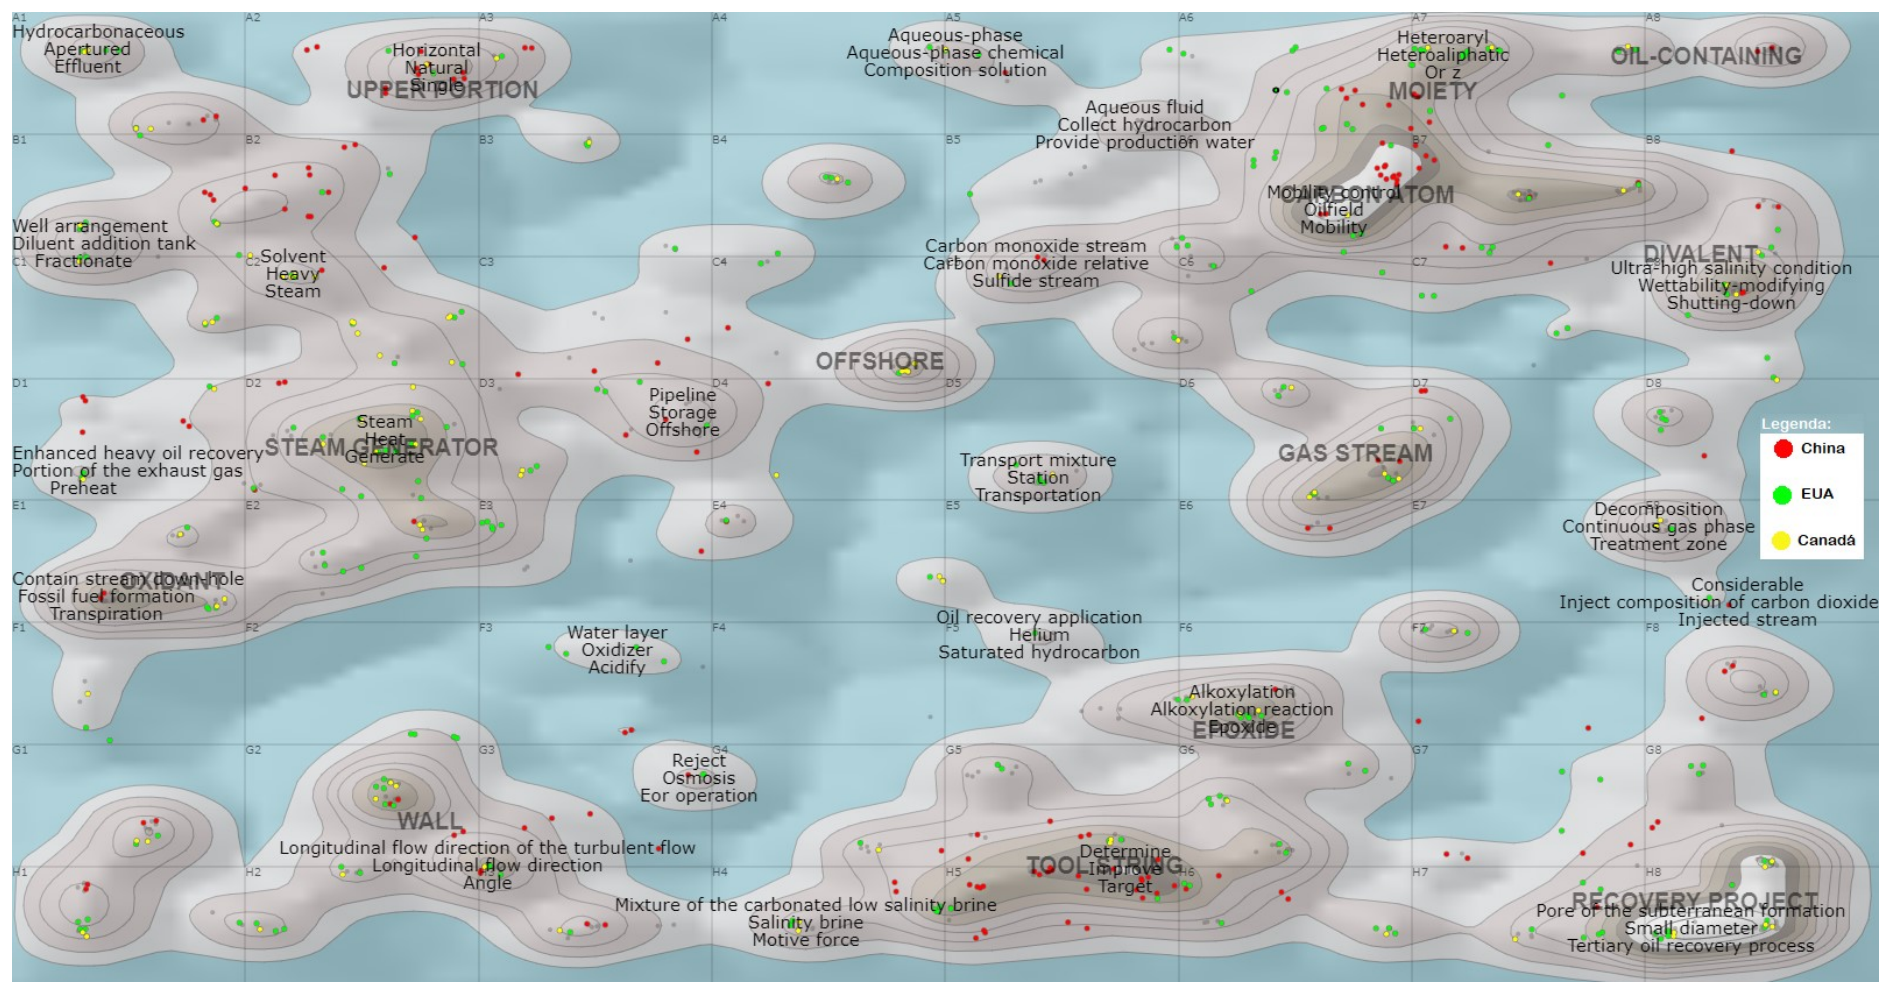 A1
A2
A3
A5
A6
A7
A8
Hydrocarbonaceous
Apertured
Effluent
Horizontal
Natural
Single
UPPER PORTION
Aqueous-phase
Aqueous-phase chemical
Composition solution
Heteroaryl
Heteroaliphatic
Or z
MOIETY
OIL-CONTAINING
Aqueous fluid
Collect hydrocarbon
Provide production water
B1
B2
B3
B4
B5
B6
B7
B8
Mobility control
Oilfield
Mobility
CARBON ATOM
Well arrangement
Diluent addition tank
Fractionate
Solvent
Heavy
Steam
Carbon monoxide stream
Carbon monoxide relative
Sulfide stream
DIVALENT
Ultra-high salinity condition
Wettability-modifying
Shutting-down
C1
C2
C3
C4
C6
C7
OFFSHORE
D1
D2
D3
D4
D5
D6
D7
D8
Pipeline
Storage
Offshore
Steam
Heat
Generate
STEAM GENERATOR
Enhanced heavy oil recovery
Portion of the exhaust gas
Preheat
Transport mixture
Station
Transportation
GAS STREAM
Legenda:
China
EUA
Canadá
E1
E2
E3
E4
E5
E6
E7
E8
Decomposition
Continuous gas phase
Treatment zone
Contain stream down-hole
Fossil fuel formation
Transpiration
OXIDANT
Considerable
Inject composition of carbon dioxide
Injected stream
F1
F2
F3
F4
F5
F6
F7
F8
Water layer
Oxidizer
Acidify
Oil recovery application
Helium
Saturated hydrocarbon
Alkoxylation
Alkoxylation reaction
Epoxide
EPOXIDE
G1
G2
G3
G4
G5
G6
G7
G8
Reject
Osmosis
Eor operation
WALL
Longitudinal flow direction of the turbulent flow
Longitudinal flow direction
Angle
Determine
Improve
Target
TOOL STRING
H1
H2
H3
H4
H5
H6
H7
H8
Mixture of the carbonated low salinity brine
Salinity brine
Motive force
RECOVERY PROJECT
Pore of the subterranean formation
Small diameter
Tertiary oil recovery process